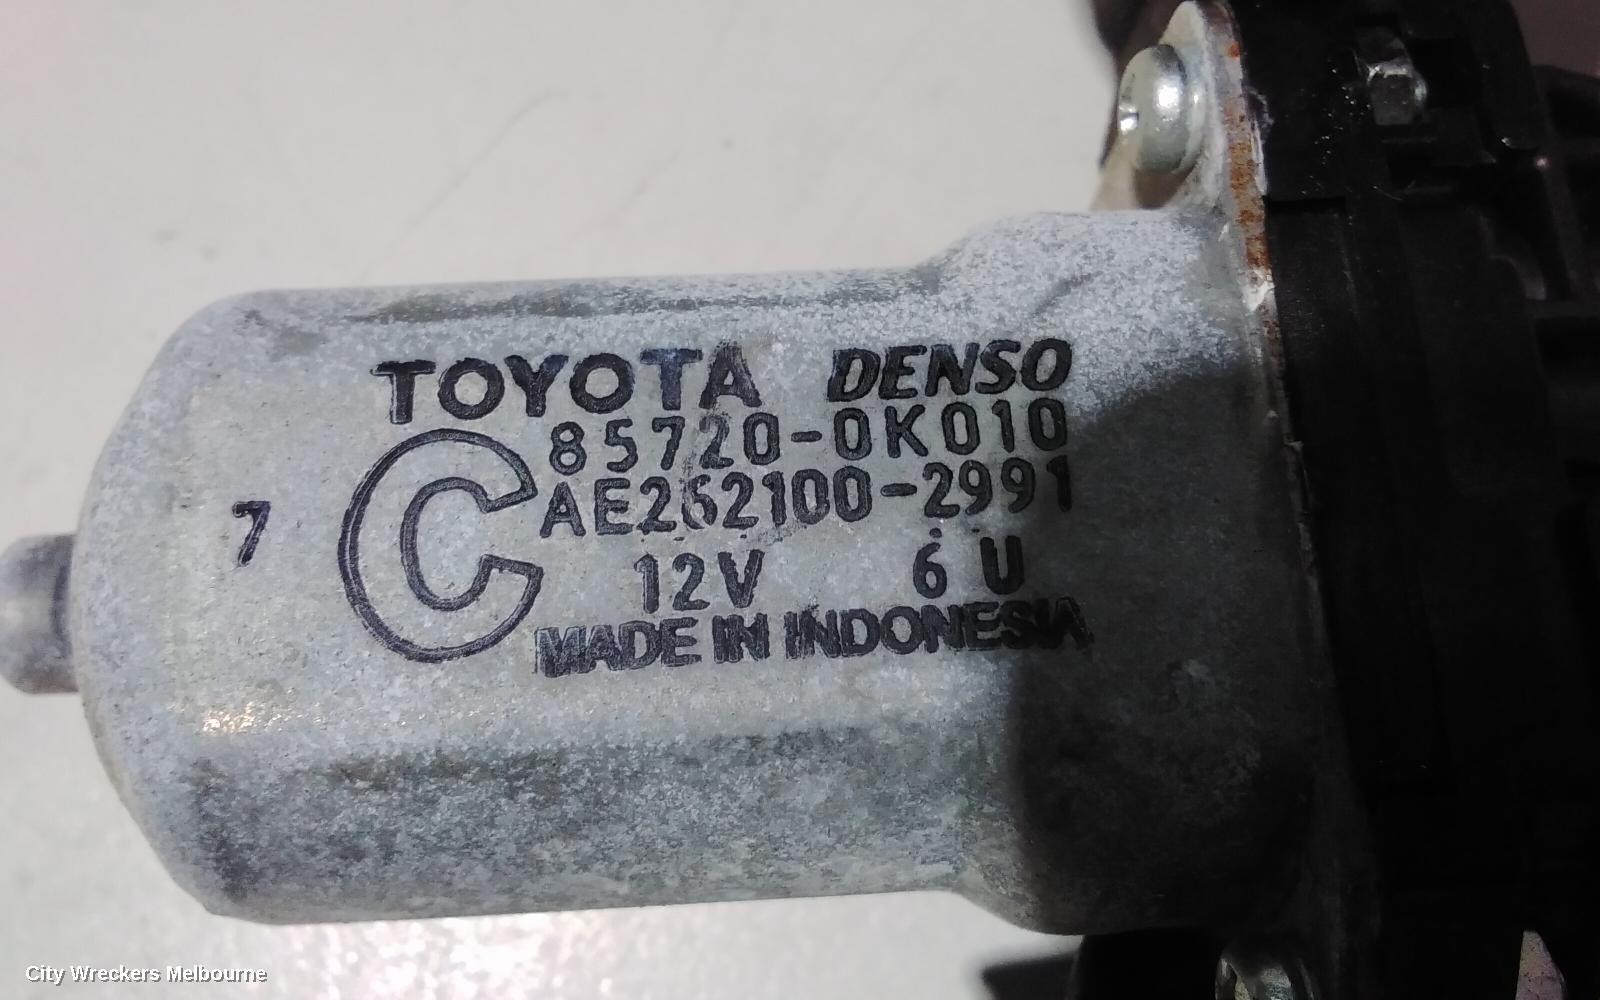 TOYOTA DENSO
85720-0K010
AE262100-2991
7 C
12V 6 U
MADE IN INDONESIA
City Wreckers Melbourne